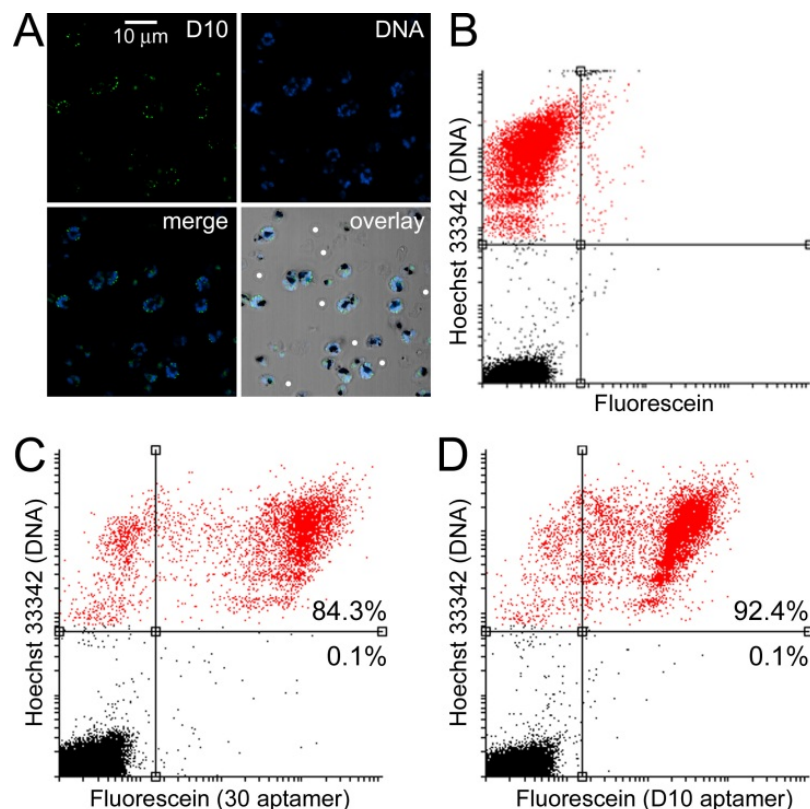 A
10 μm
D10
DNA
merge
overlay
B
Hoechst 33342 (DNA)
Fluorescein
C
Hoechst 33342 (DNA)
84.3%
0.1%
Fluorescein (30 aptamer)
D
Hoechst 33342 (DNA)
92.4%
0.1%
Fluorescein (D10 aptamer)